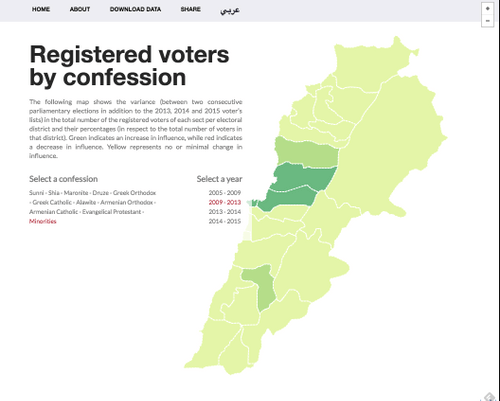 HOME ABOUT DOWNLOAD DATA SHARE عربي
Registered voters
by confession
The following map shows the variance (between two consecutive
parliamentary elections in addition to the 2013, 2014 and 2015 voter's
lists) in the total number of the registered voters of each sect per electoral
district and their percentages (in respect to the total number of voters in
that district). Green indicates an increase in influence, while red indicates
a decrease in influence. Yellow represents no or minimal change in
influence.
Select a confession
Sunni - Shia - Maronite - Druze - Greek Orthodox
- Greek Catholic - Alawite - Armenian Orthodox -
Armenian Catholic - Evangelical Protestant -
Minorities
Select a year
2005 - 2009
2009 - 2013
2013 - 2014
2014 - 2015
+
−